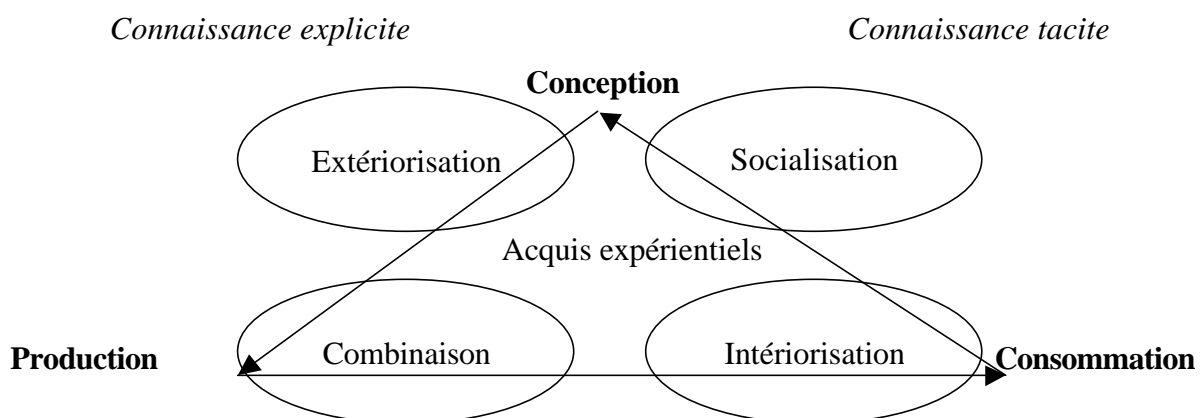 Connaissance explicite
Connaissance tacite
Conception
Extériorisation
Socialisation
Acquis expérientiels
Production
Combinaison
Intériorisation
Consommation